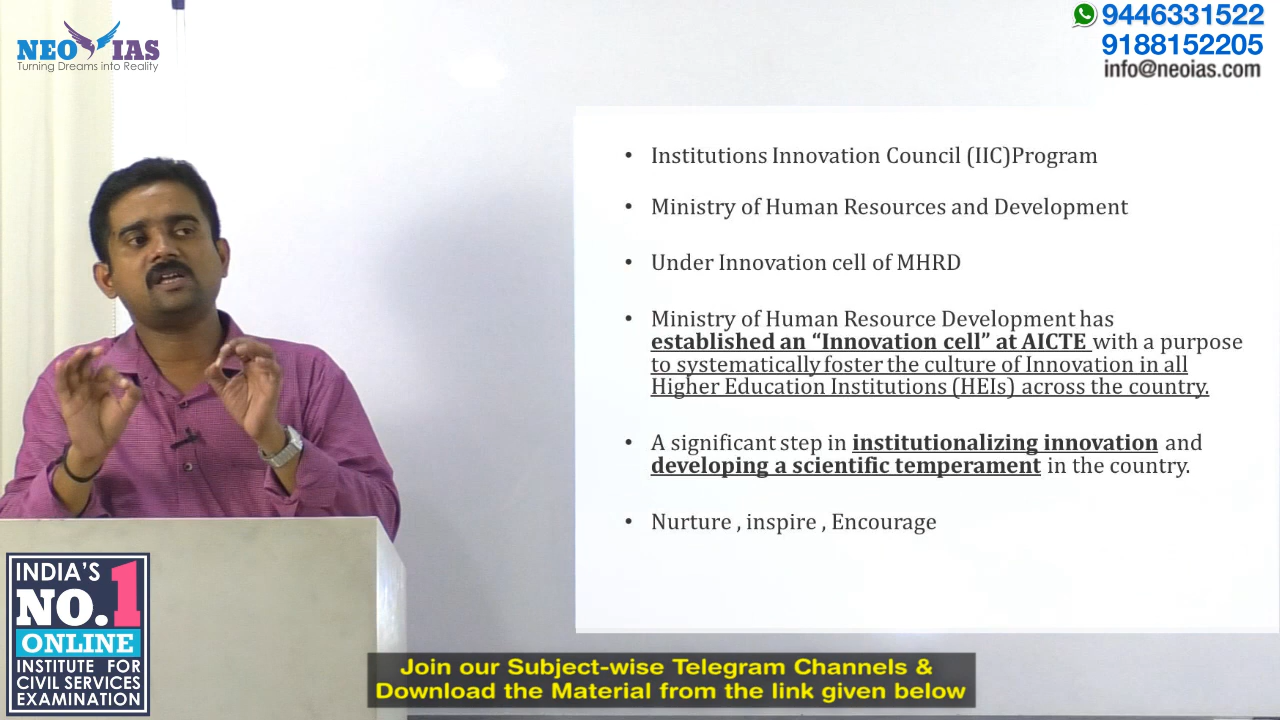 NEO IAS
Turning Dreams into Reality
9446331522
9188152205
info@neoias.com
• Institutions Innovation Council (IIC)Program
• Ministry of Human Resources and Development
• Under Innovation cell of MHRD
• Ministry of Human Resource Development has
established an “Innovation cell” at AICTE with a purpose
to systematically foster the culture of Innovation in all
Higher Education Institutions (HEIs) across the country.
• A significant step in institutionalizing innovation and
developing a scientific temperament in the country.
• Nurture , inspire , Encourage
INDIA'S
NO.1
ONLINE
INSTITUTE FOR
CIVIL SERVICES
EXAMINATION
Join our Subject-wise Telegram Channels &
Download the Material from the link given below